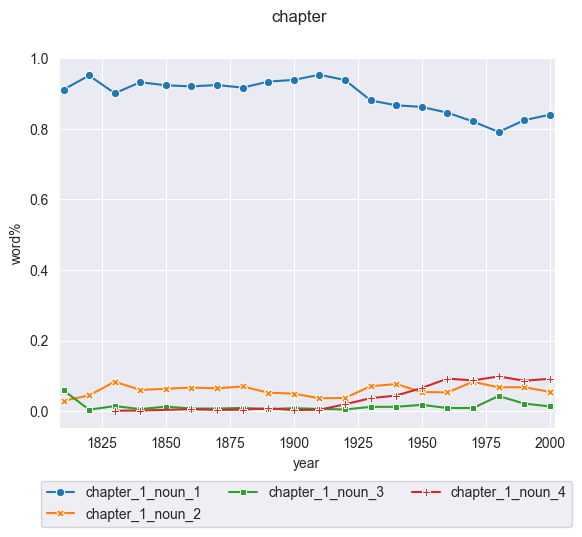 chapter
1.0
0.8
0.6
0.4
0.2
0.0
word%
1825 1850 1875 1900 1925 1950 1975 2000
year
chapter_1_noun_1 chapter_1_noun_3 chapter_1_noun_4
chapter_1_noun_2